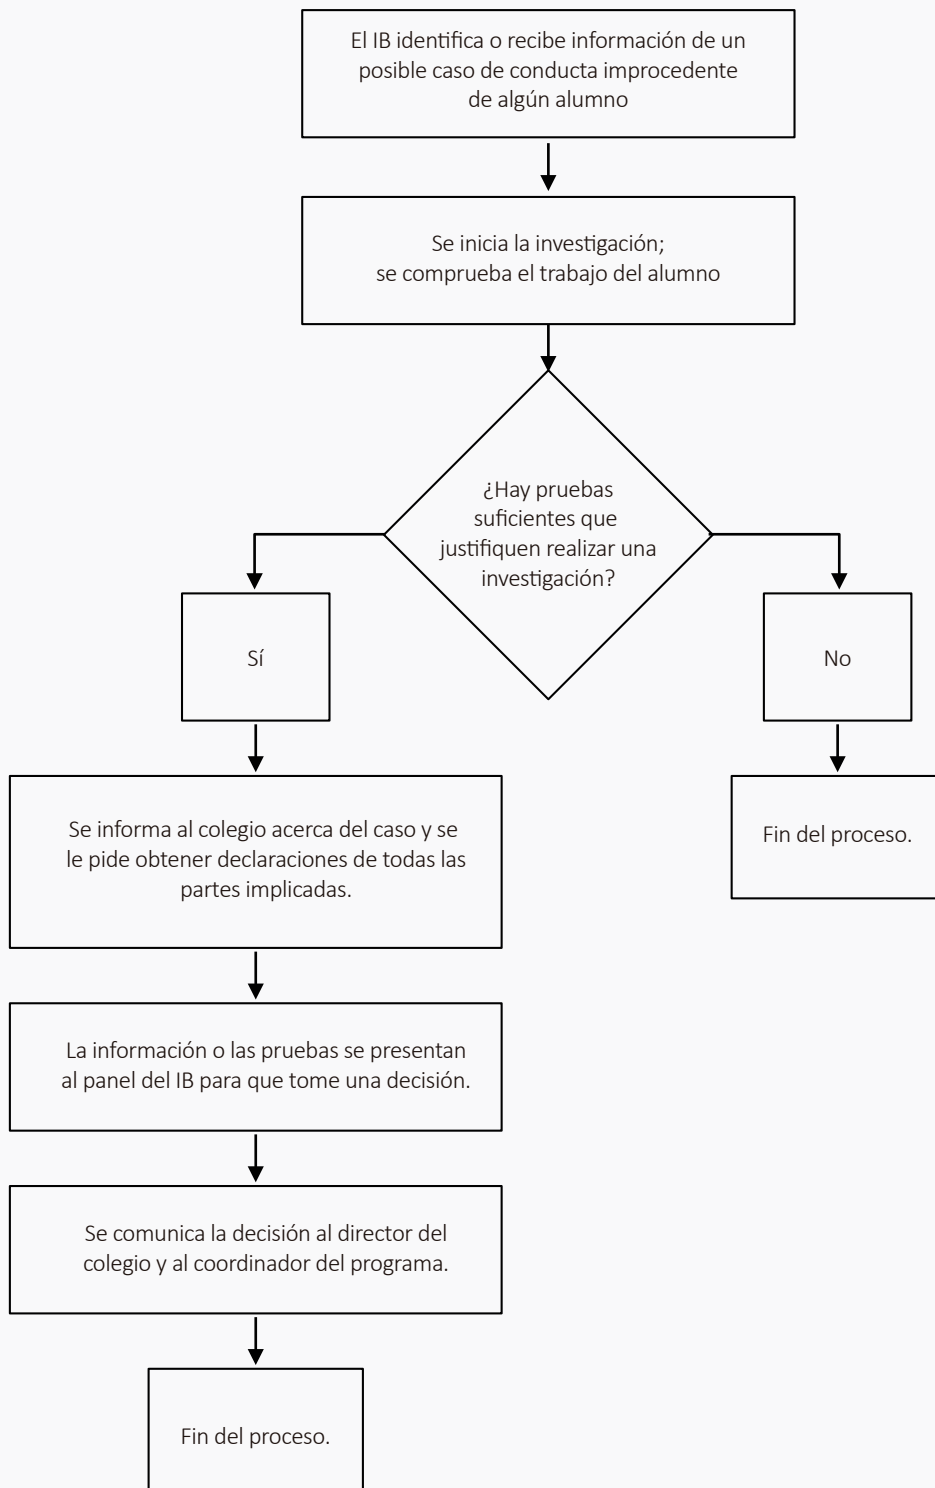 El IB identifica o recibe información de un
posible caso de conducta improcedente
de algún alumno
Se inicia la investigación;
se comprueba el trabajo del alumno
¿Hay pruebas
suficientes que
justifiquen realizar una
investigación?
Sí
No
Se informa al colegio acerca del caso y se
le pide obtener declaraciones de todas las
partes implicadas.
Fin del proceso.
La información o las pruebas se presentan
al panel del IB para que tome una decisión.
Se comunica la decisión al director del
colegio y al coordinador del programa.
Fin del proceso.